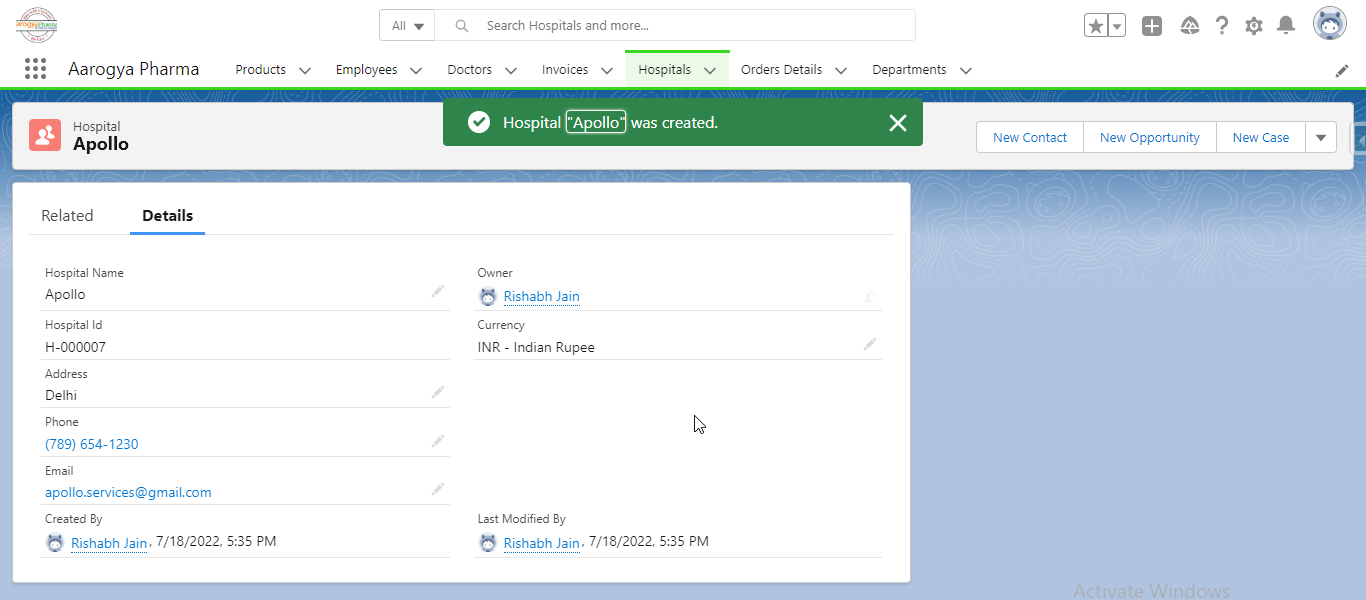 All
Search Hospitals and more...
Aarogya Pharma
Products
Employees
Doctors
Invoices
Hospitals
Orders Details
Departments
Hospital "Apollo" was created.
Hospital
Apollo
New Contact
New Opportunity
New Case
Related
Details
Hospital Name
Apollo
Owner
Rishabh Jain
Hospital Id
H-000007
Currency
INR - Indian Rupee
Address
Delhi
Phone
(789) 654-1230
Email
apollo.services@gmail.com
Created By
Rishabh Jain, 7/18/2022, 5:35 PM
Last Modified By
Rishabh Jain, 7/18/2022, 5:35 PM
Activate Windows